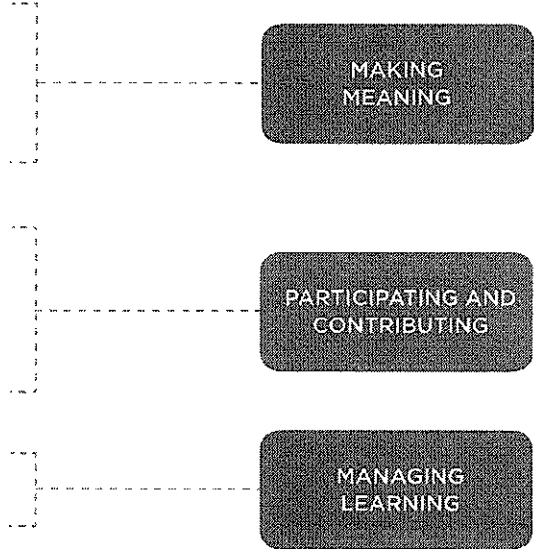 MAKING
MEANING
PARTICIPATING AND
CONTRIBUTING
MANAGING
LEARNING